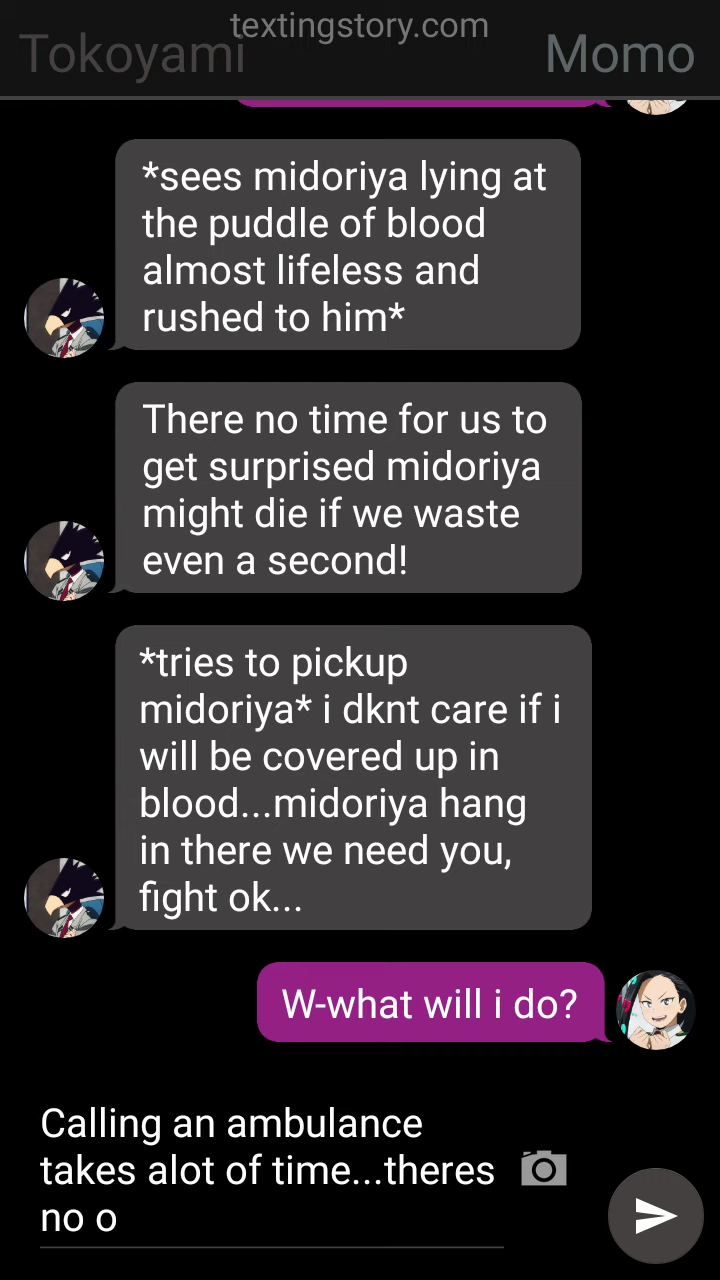 textingstory.com
Tokoyami
Momo
*sees midoriya lying at
the puddle of blood
almost lifeless and
rushed to him*
There no time for us to
get surprised midoriya
might die if we waste
even a second!
*tries to pickup
midoriya* i dknt care if i
will be covered up in
blood...midoriya hang
in there we need you,
fight ok...
W-what will i do?
Calling an ambulance
takes alot of time...theres
no o